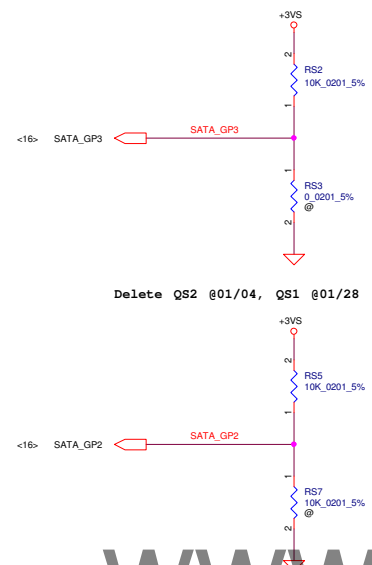 +3VS
2
RS2
10K_0201_5%
1
<16> SATA_GP3 SATA_GP3
1
RS3
0_0201_5%
@
2
Delete QS2 @01/04, QS1 @01/28
+3VS
2
RS5
10K_0201_5%
1
<16> SATA_GP2 SATA_GP2
1
RS7
10K_0201_5%
@
2